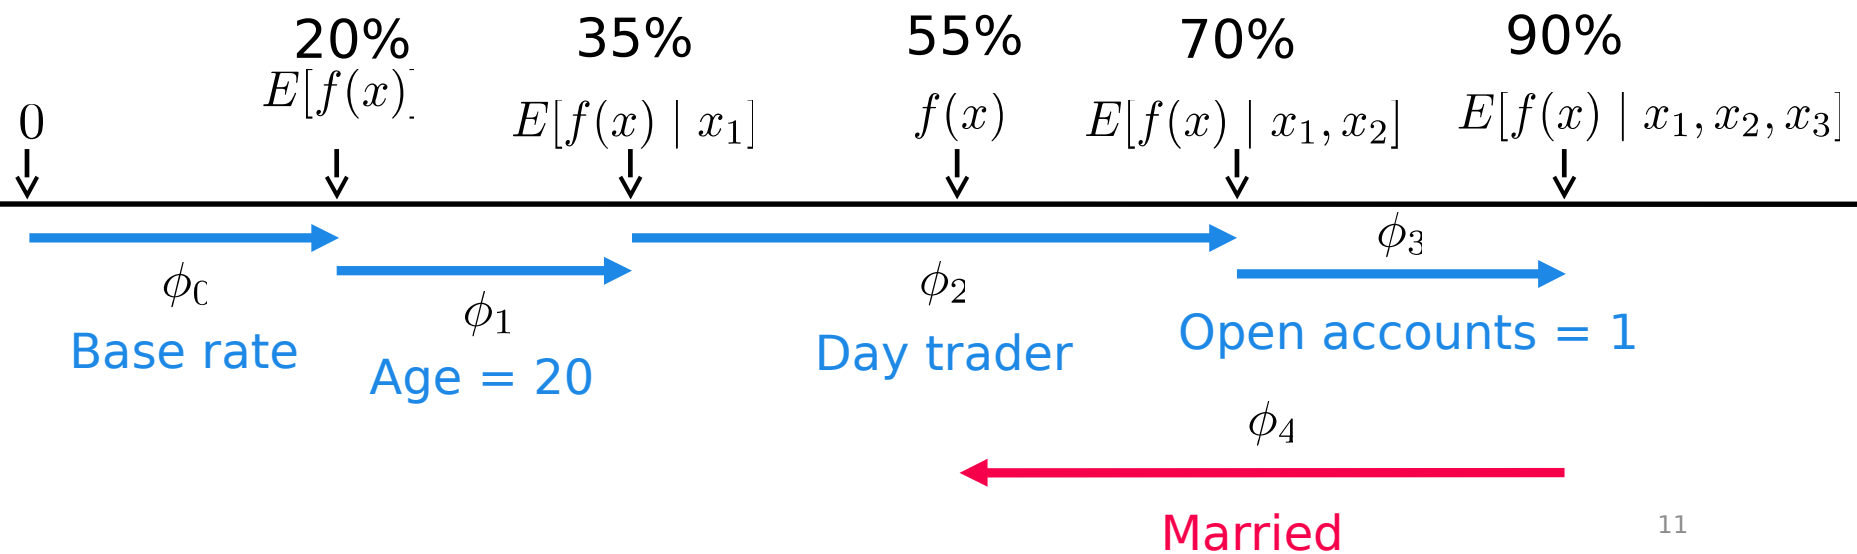 20% 35% 55% 70% 90%
0 E[f(x)] E[f(x) | x₁] f(x) E[f(x) | x₁, x₂] E[f(x) | x₁, x₂, x₃]
ϕ₀ ϕ₁ ϕ₂ ϕ₃
Base rate Age = 20 Day trader Open accounts = 1
ϕ₄
Married
11